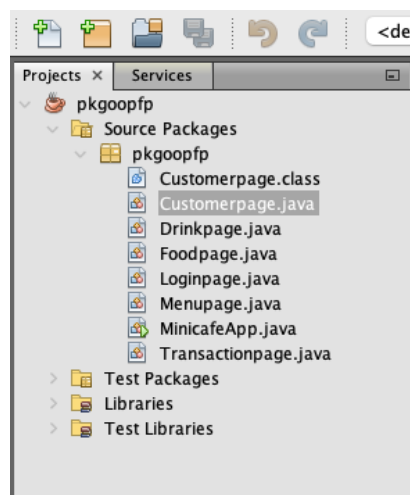 <de
Projects × Services
pkgoopfp
Source Packages
pkgoopfp
Customerpage.class
Customerpage.java
Drinkpage.java
Foodpage.java
Loginpage.java
Menupage.java
MinicafeApp.java
Transactionpage.java
Test Packages
Libraries
Test Libraries